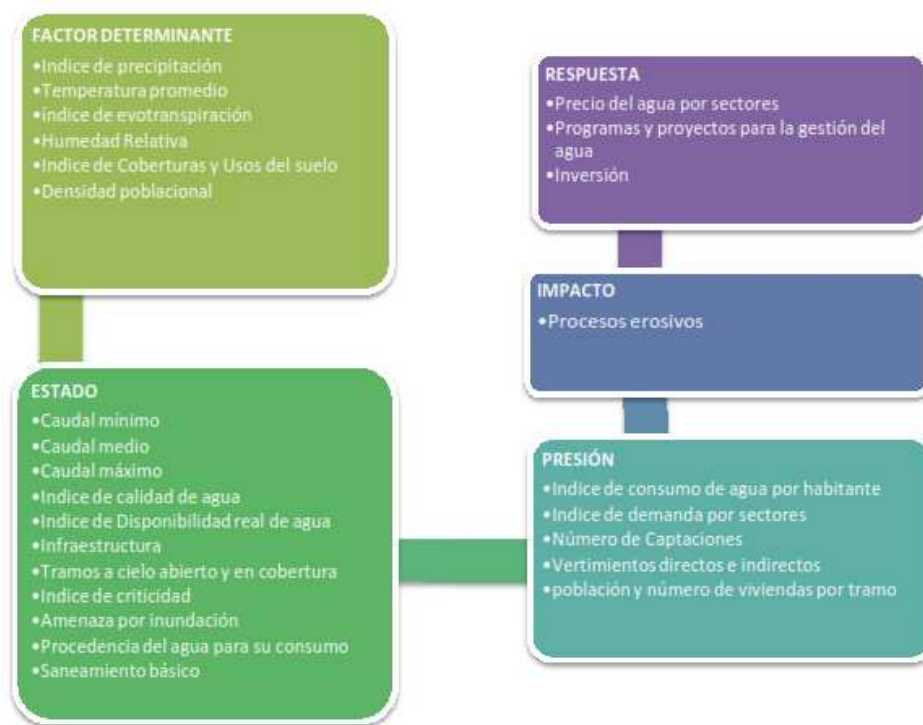 FACTOR DETERMINANTE
•Indice de precipitación
•Temperatura promedio
•índice de evotranspiración
•Humedad Relativa
•Indice de Coberturas y Usos del suelo
•Densidad poblacional
ESTADO
•Caudal mínimo
•Caudal medio
•Caudal máximo
•Indice de calidad de agua
•Indice de Disponibilidad real de agua
•Infraestructura
•Tramos a cielo abierto y en cobertura
•Indice de criticidad
•Amenaza por inundación
•Procedencia del agua para su consumo
•Saneamiento básico
PRESIÓN
•Indice de consumo de agua por habitante
•Indice de demanda por sectores
•Número de Captaciones
•Vertimientos directos e indirectos
•población y número de viviendas por tramo
IMPACTO
•Procesos erosivos
RESPUESTA
•Precio del agua por sectores
•Programas y proyectos para la gestión del
agua
•Inversión